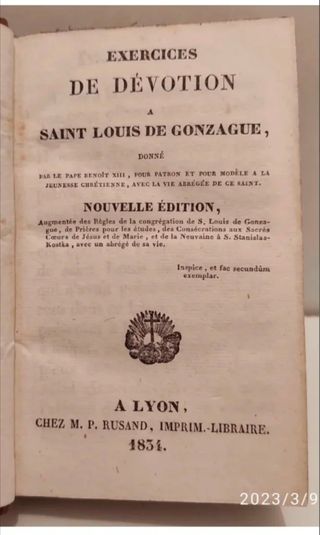 EXERCICES
DE DÉVOTION
A
SAINT LOUIS DE GONZAGUE,
DONNÉ
PAR LE PAPE BENOÎT XIII, POUR PATRON ET POUR MODÈLE A LA
JEUNESSE CHRÉTIENNE, AVEC LA VIE ABRÉGÉE DE CE SAINT.
NOUVELLE ÉDITION,
Augmentée des Règles de la congrégation de S. Louis de Gonza-
gue, de Prières pour les études, des Consécrations aux Sacrés
Cœurs de Jésus et de Marie, et de la Neuvaine à S. Stanislas-
Kostka, avec un abrégé de sa vie.
Inspice, et fac secundùm
exemplar.
A LYON,
CHEZ M. P. RUSAND, IMPRIM.-LIBRAIRE.
1834.
2023/3/9